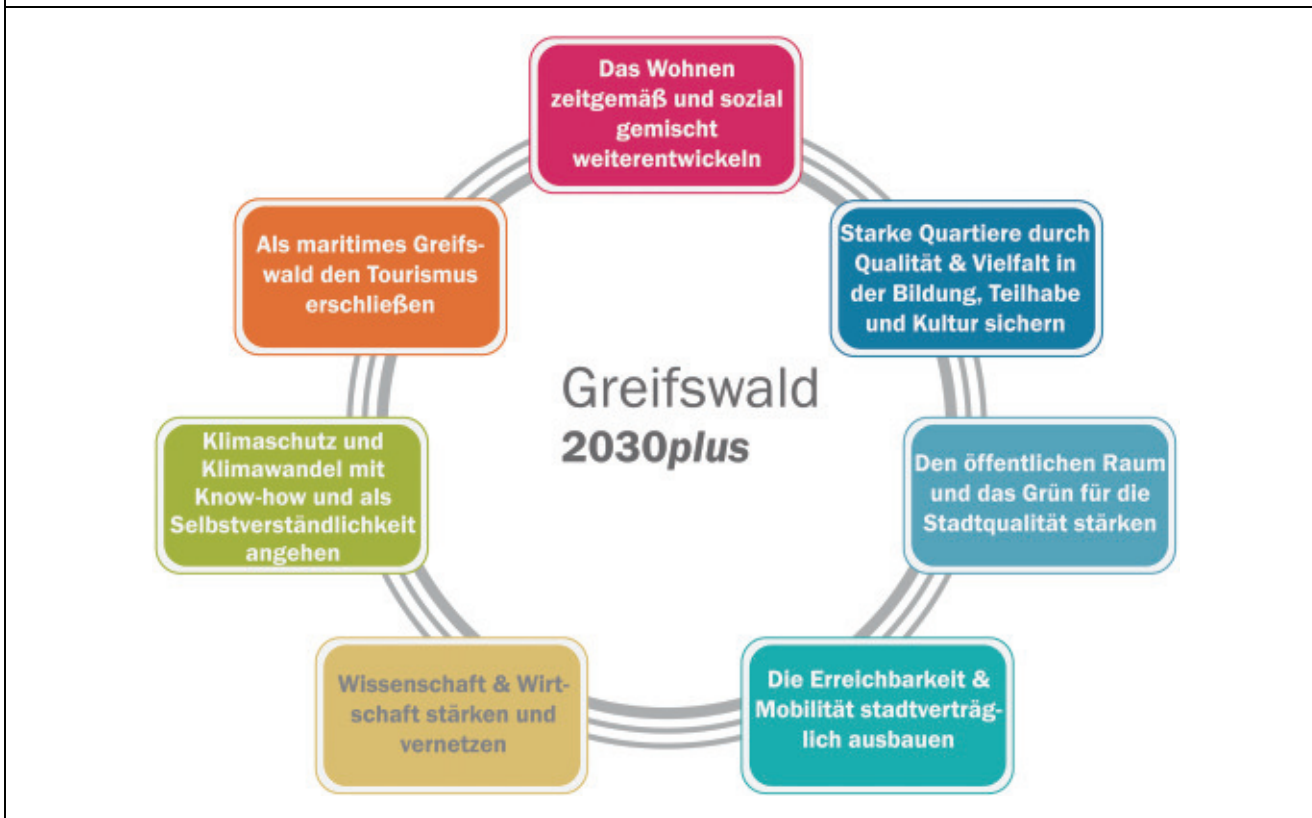 Das Wohnen
zeitgemäß und sozial
gemischt
weiterentwickeln
Als maritimes Greifs-
wald den Tourismus
erschließen
Starke Quartiere durch
Qualität & Vielfalt in
der Bildung, Teilhabe
und Kultur sichern
Greifswald
2030plus
Klimaschutz und
Klimawandel mit
Know-how und als
Selbstverständlichkeit
angehen
Den öffentlichen Raum
und das Grün für die
Stadtqualität stärken
Wissenschaft & Wirt-
schaft stärken und
vernetzen
Die Erreichbarkeit &
Mobilität stadtverträg-
lich ausbauen